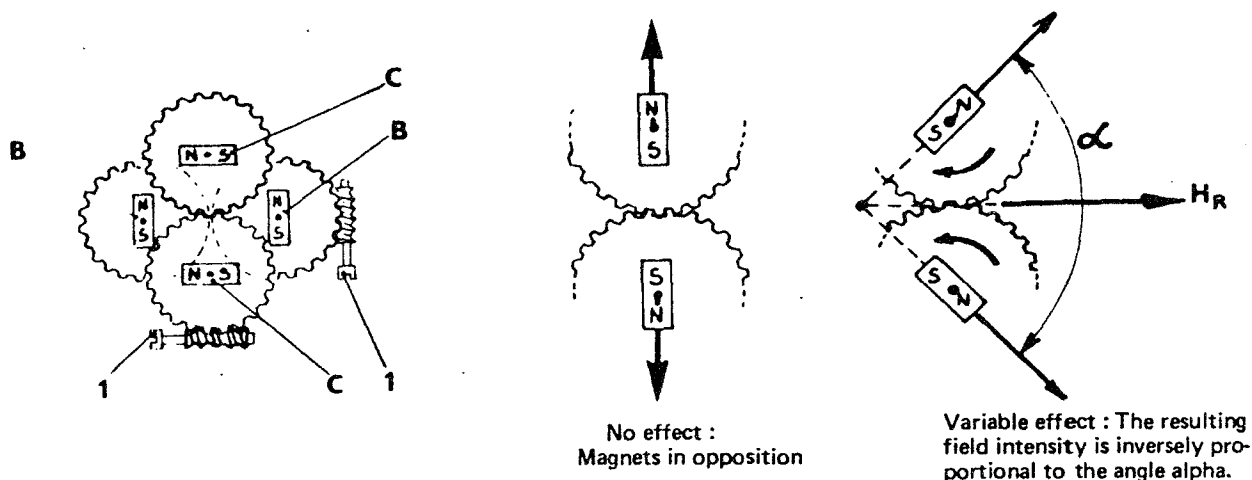 B
C
B
N S
N
S
N
S
N S
1
C
1
N
S
S
N
No effect :
Magnets in opposition
S N
S N
α
HR
Variable effect : The resulting
field intensity is inversely pro-
portional to the angle alpha.